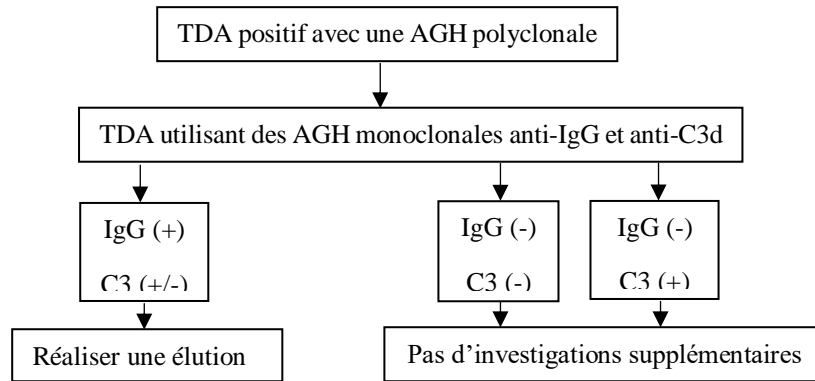 TDA positif avec une AGH polyclonale
TDA utilisant des AGH monoclonales anti-IgG et anti-C3d
IgG (+)
C3 (+/-)
IgG (-)
C3 (-)
IgG (-)
C3 (+)
Réaliser une élution
Pas d’investigations supplémentaires